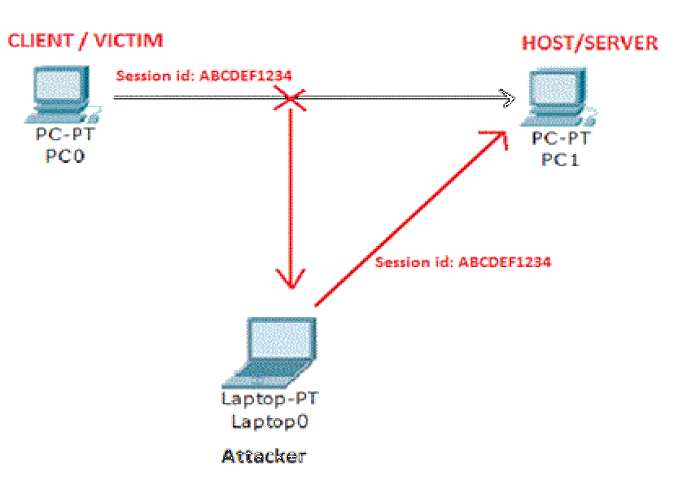 CLIENT / VICTIM
HOST/SERVER
Session id: ABCDEF1234
PC-PT
PC0
PC-PT
PC1
Session id: ABCDEF1234
Laptop-PT
Laptop0
Attacker